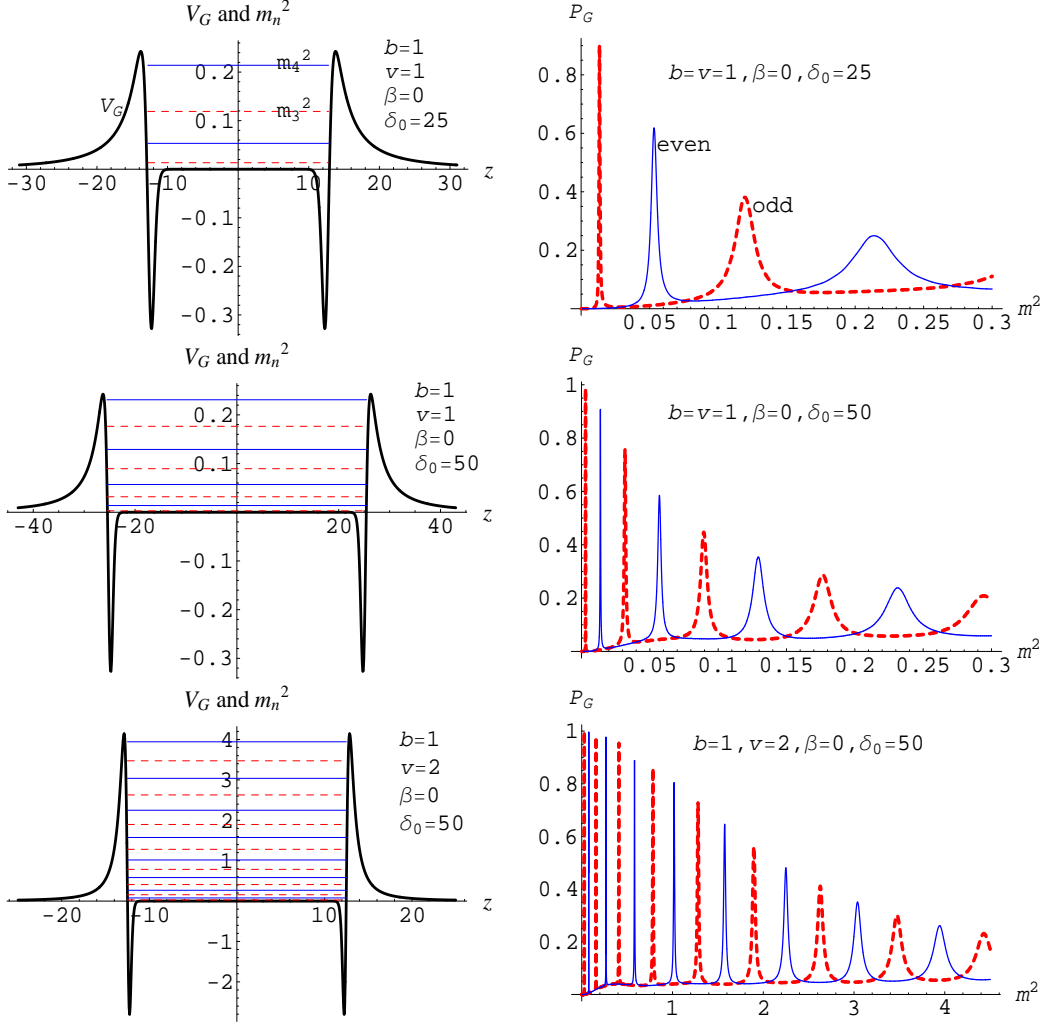 V_G and m_n^2
0.2
0.1
-0.1
-0.2
-0.3
-30 -20 -10 10 20 30 z
V_G
m_4^2
m_3^2
b=1
v=1
β=0
δ_0=25
P_G
b=v=1,β=0,δ_0=25
0.8
0.6
0.4
0.2
even
odd
0.05 0.1 0.15 0.2 0.25 0.3 m^2
V_G and m_n^2
0.2
0.1
-0.1
-0.2
-0.3
-40 -20 20 40 z
b=1
v=1
β=0
δ_0=50
P_G
b=v=1,β=0,δ_0=50
1
0.8
0.6
0.4
0.2
0.05 0.1 0.15 0.2 0.25 0.3 m^2
V_G and m_n^2
4
3
2
1
-1
-2
-20 -10 10 20 z
b=1
v=2
β=0
δ_0=50
P_G
b=1,v=2,β=0,δ_0=50
1
0.8
0.6
0.4
0.2
1 2 3 4 m^2